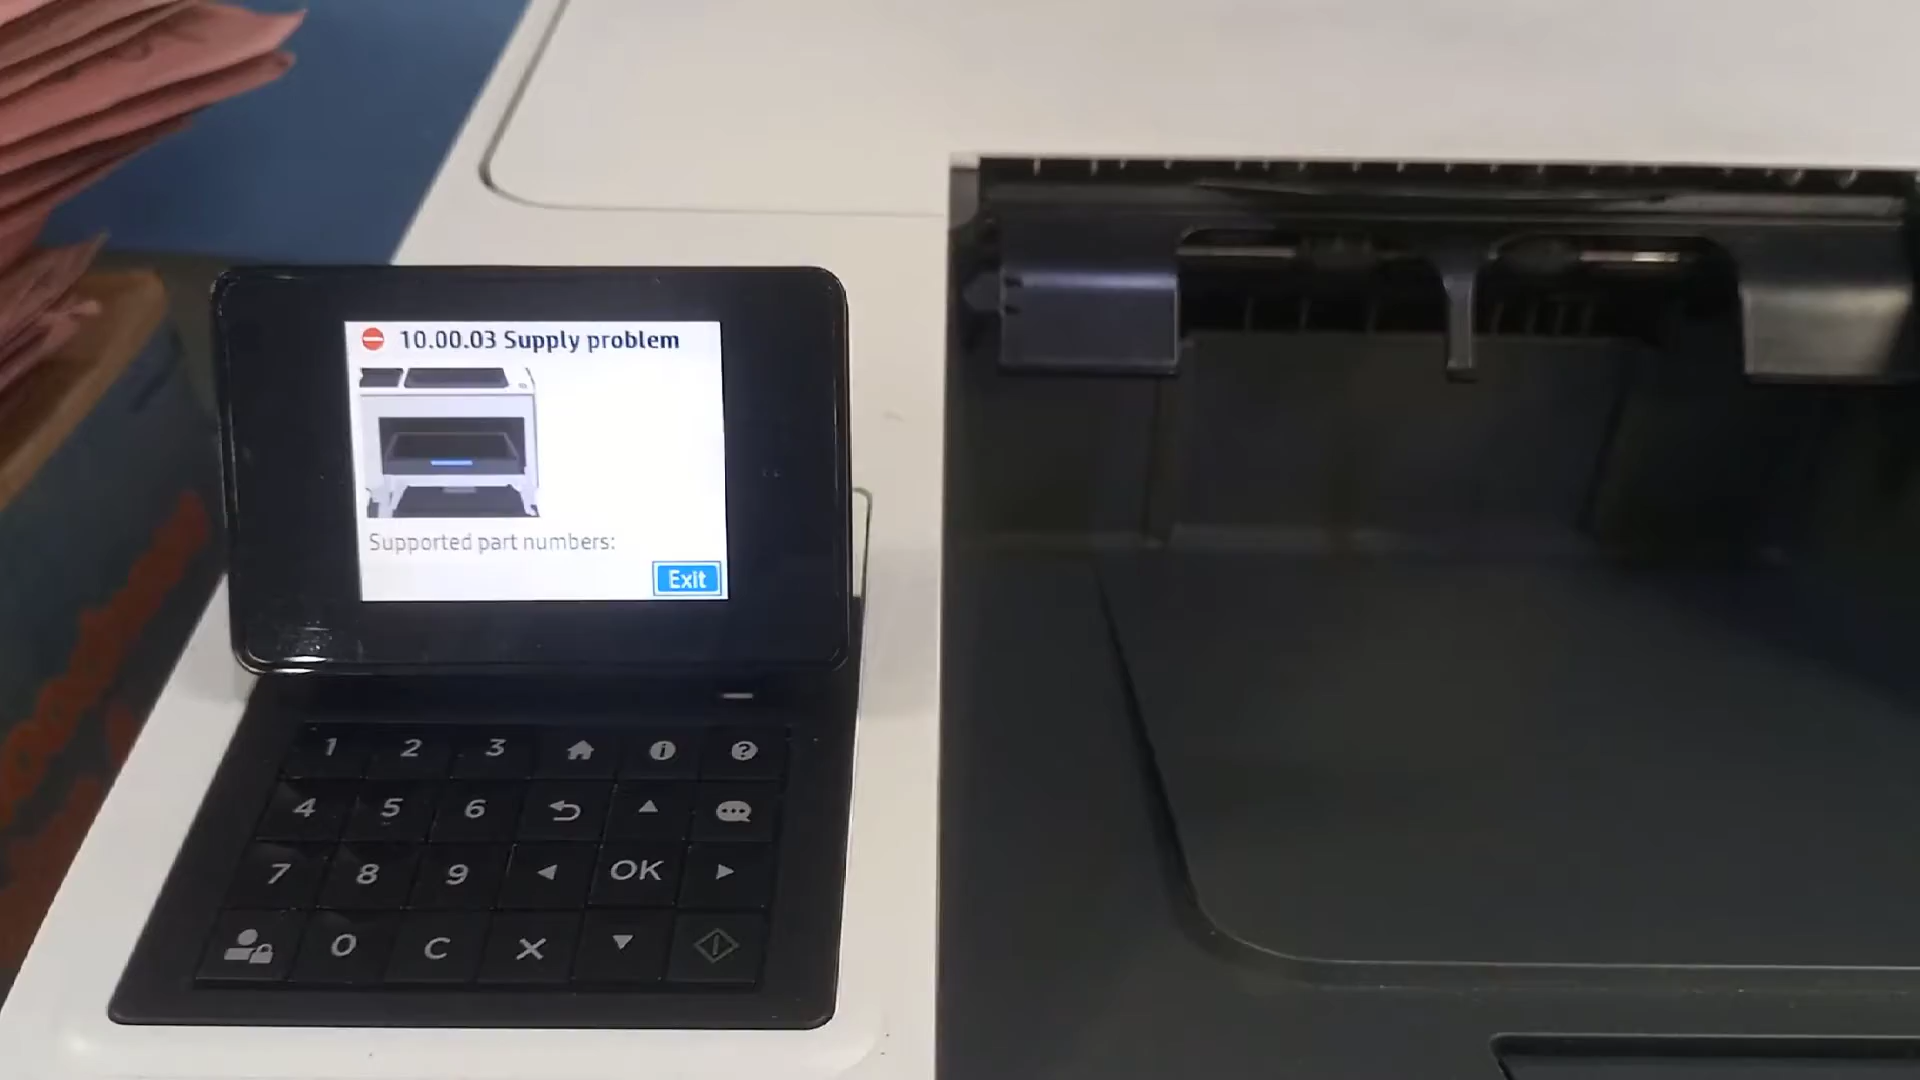 10.00.03 Supply problem
Supported part numbers:
Exit
1 2 3
4 5 6
7 8 9 OK
0 C X